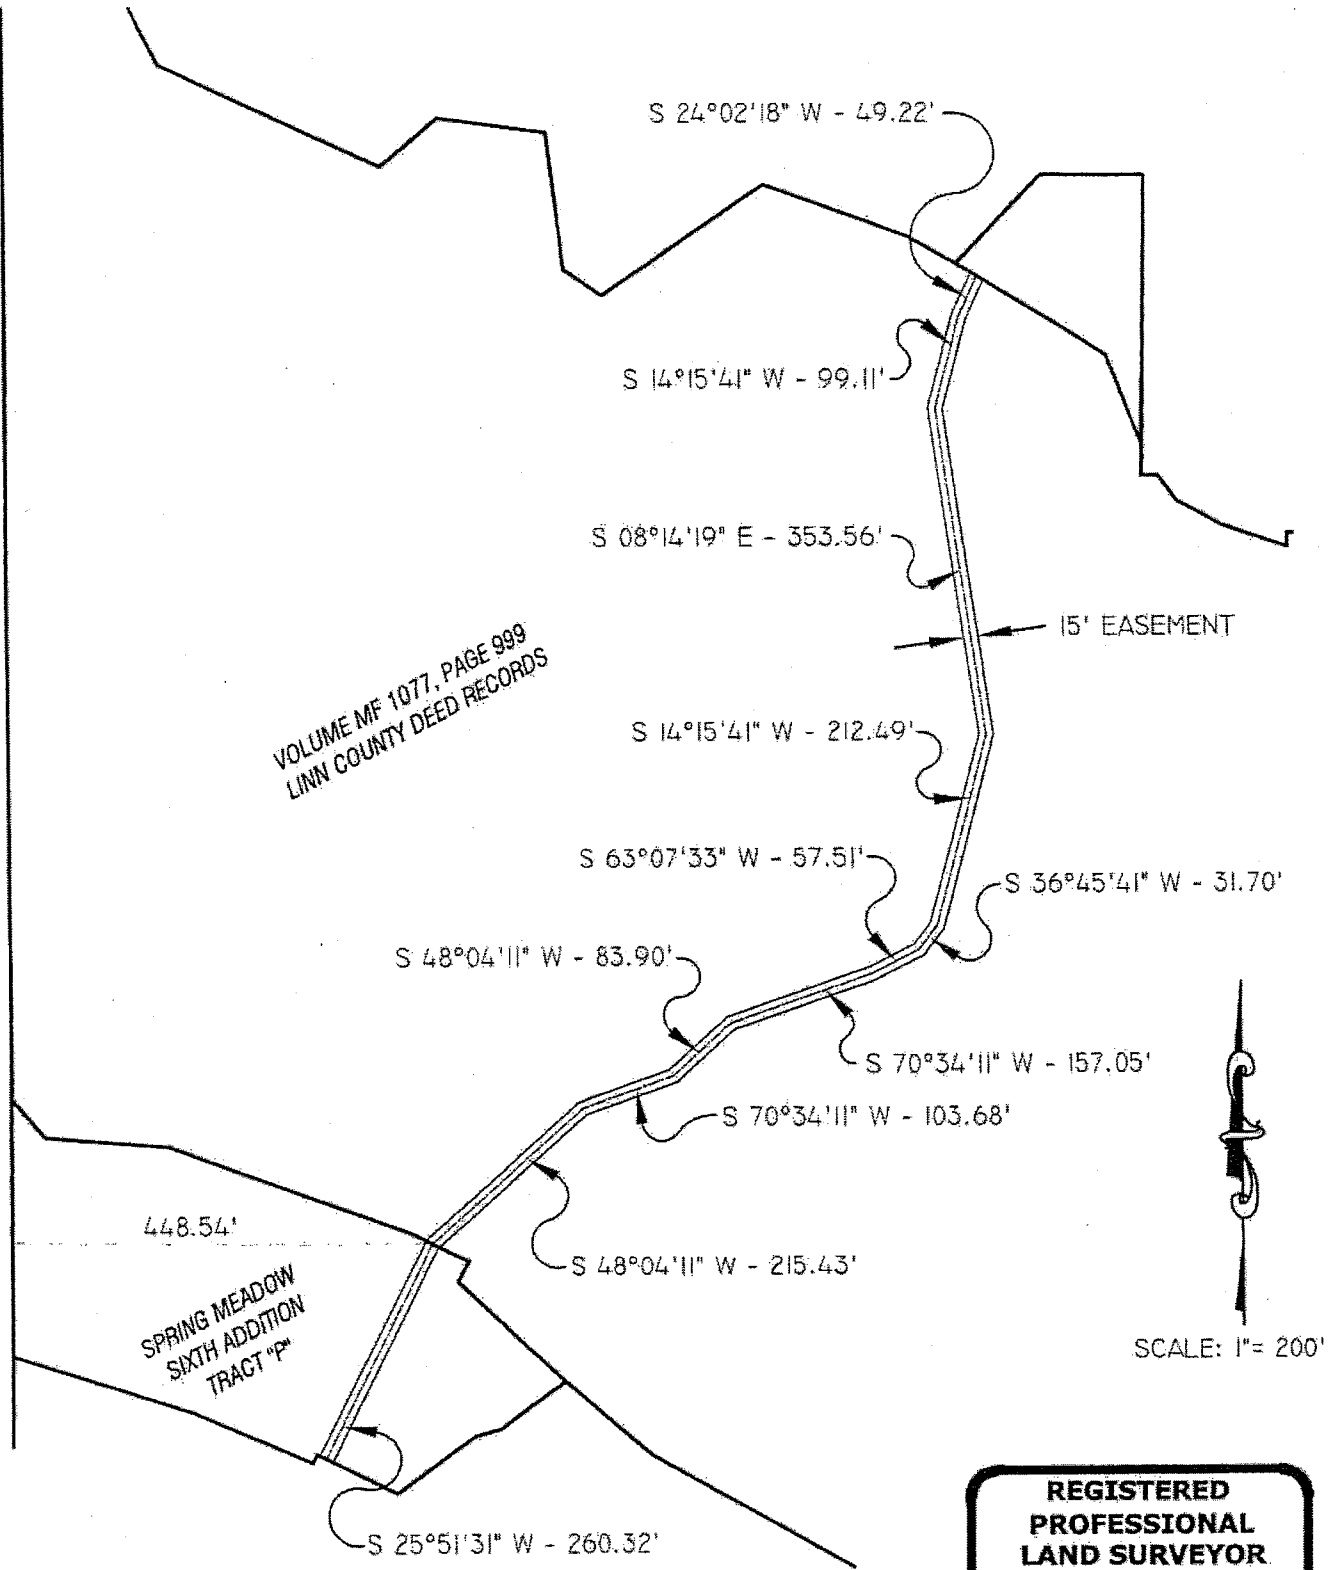 S 24°02'18" W - 49.22'
S 14°15'41" W - 99.11'
S 08°14'19" E - 353.56'
15' EASEMENT
VOLUME MF 1077, PAGE 999
LINN COUNTY DEED RECORDS
S 14°15'41" W - 212.49'
S 63°07'33" W - 57.51'
S 36°45'41" W - 31.70'
S 48°04'11" W - 83.90'
S 70°34'11" W - 157.05'
S 70°34'11" W - 103.68'
448.54'
S 48°04'11" W - 215.43'
SPRING MEADOW
SIXTH ADDITION
TRACT "P"
SCALE: 1"= 200'
S 25°51'31" W - 260.32'
REGISTERED
PROFESSIONAL
LAND SURVEYOR